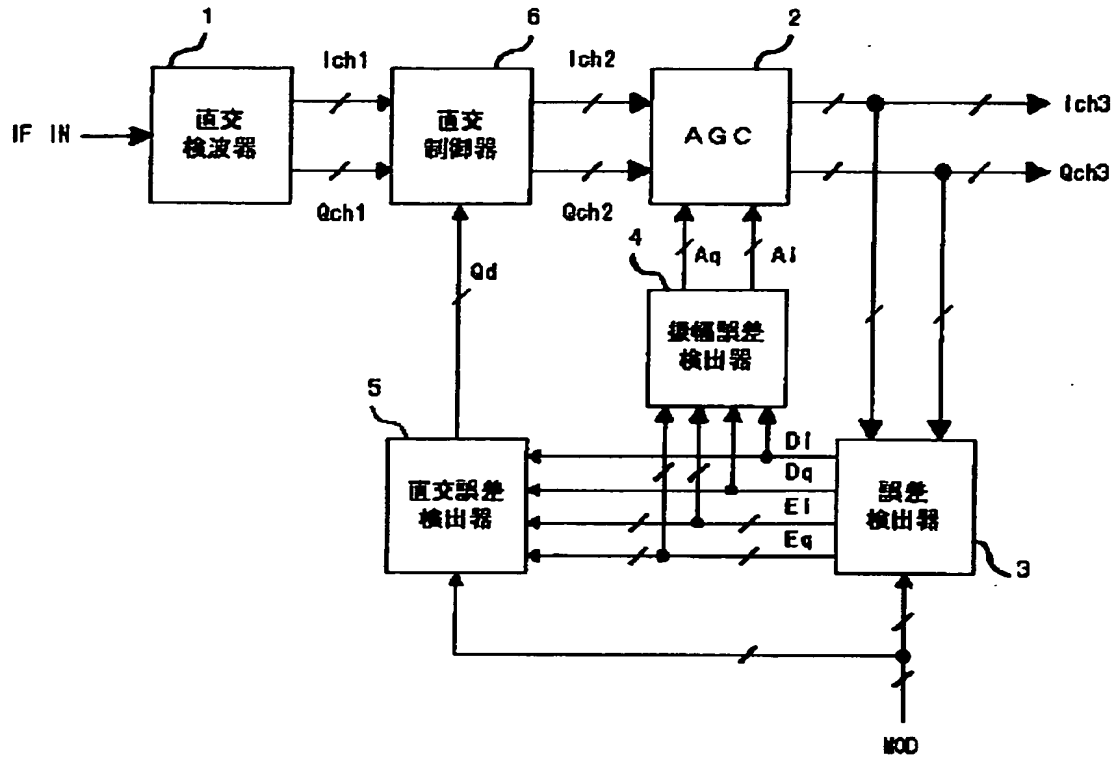 1
6
2
Ich1
Ich2
IF IN
直交
検波器
直交
制御器
AGC
Ich3
Qch3
Qch1
Qch2
4
Qd
Aq
Ai
振幅誤差
検出器
5
直交誤差
検出器
Di
Dq
Ei
Eq
誤差
検出器
3
MOD